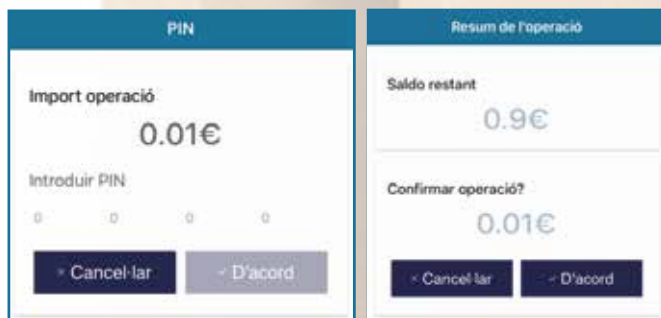 PIN
Import operació
0.01€
Introduir PIN
0 0 0 0
× Cancel·lar
✓ D'acord
Resum de l'operació
Saldo restant
0.9€
Confirmar operació?
0.01€
× Cancel·lar
✓ D'acord